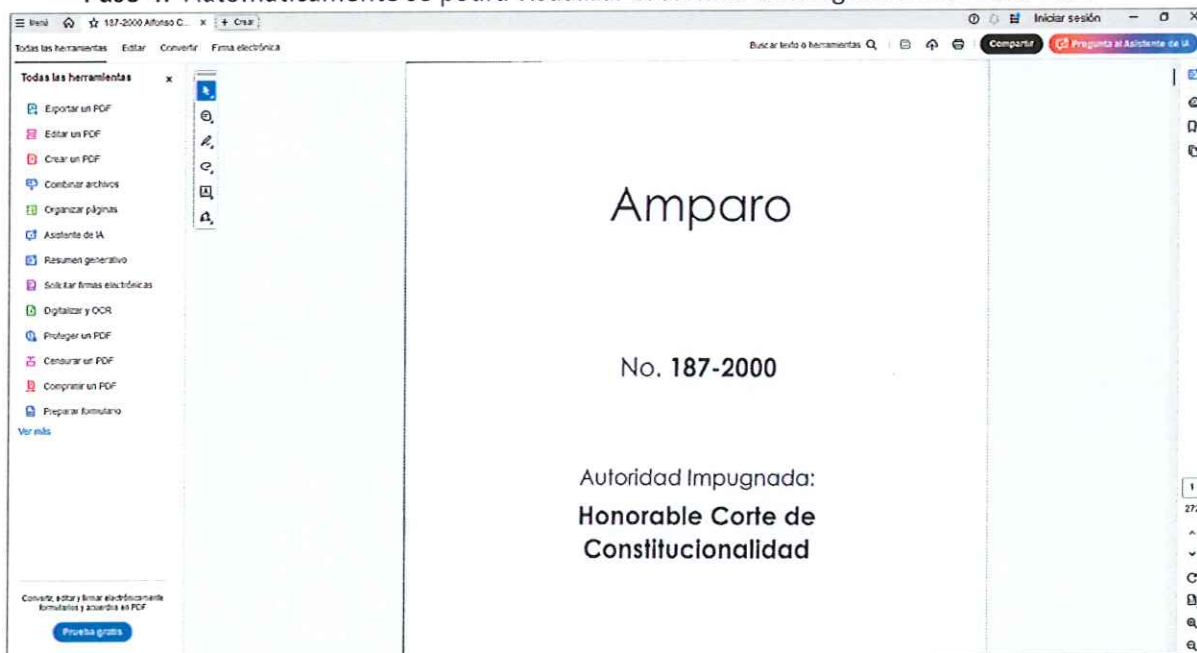 Menú
187-2000 Alfonso C... x + Crear
Iniciar sesión
Todas las herramientas Editar Convertir Firma electrónica
Buscar texto o herramientas
Compartir
Pregunta al Asistente de IA
Todas las herramientas x
Exportar un PDF
Editar un PDF
Crear un PDF
Combinar archivos
Organizar páginas
Asistente de IA
Resumen generativo
Solicitar firmas electrónicas
Digitalizar y OCR
Proteger un PDF
Censurar un PDF
Comprimir un PDF
Preparar formulario
Ver más
Amparo
No. 187-2000
Autoridad Impugnada:
Honorable Corte de
Constitucionalidad
1
272
Convertir, editar y firmar electrónicamente
formularios y acuerdos en PDF
Prueba gratis